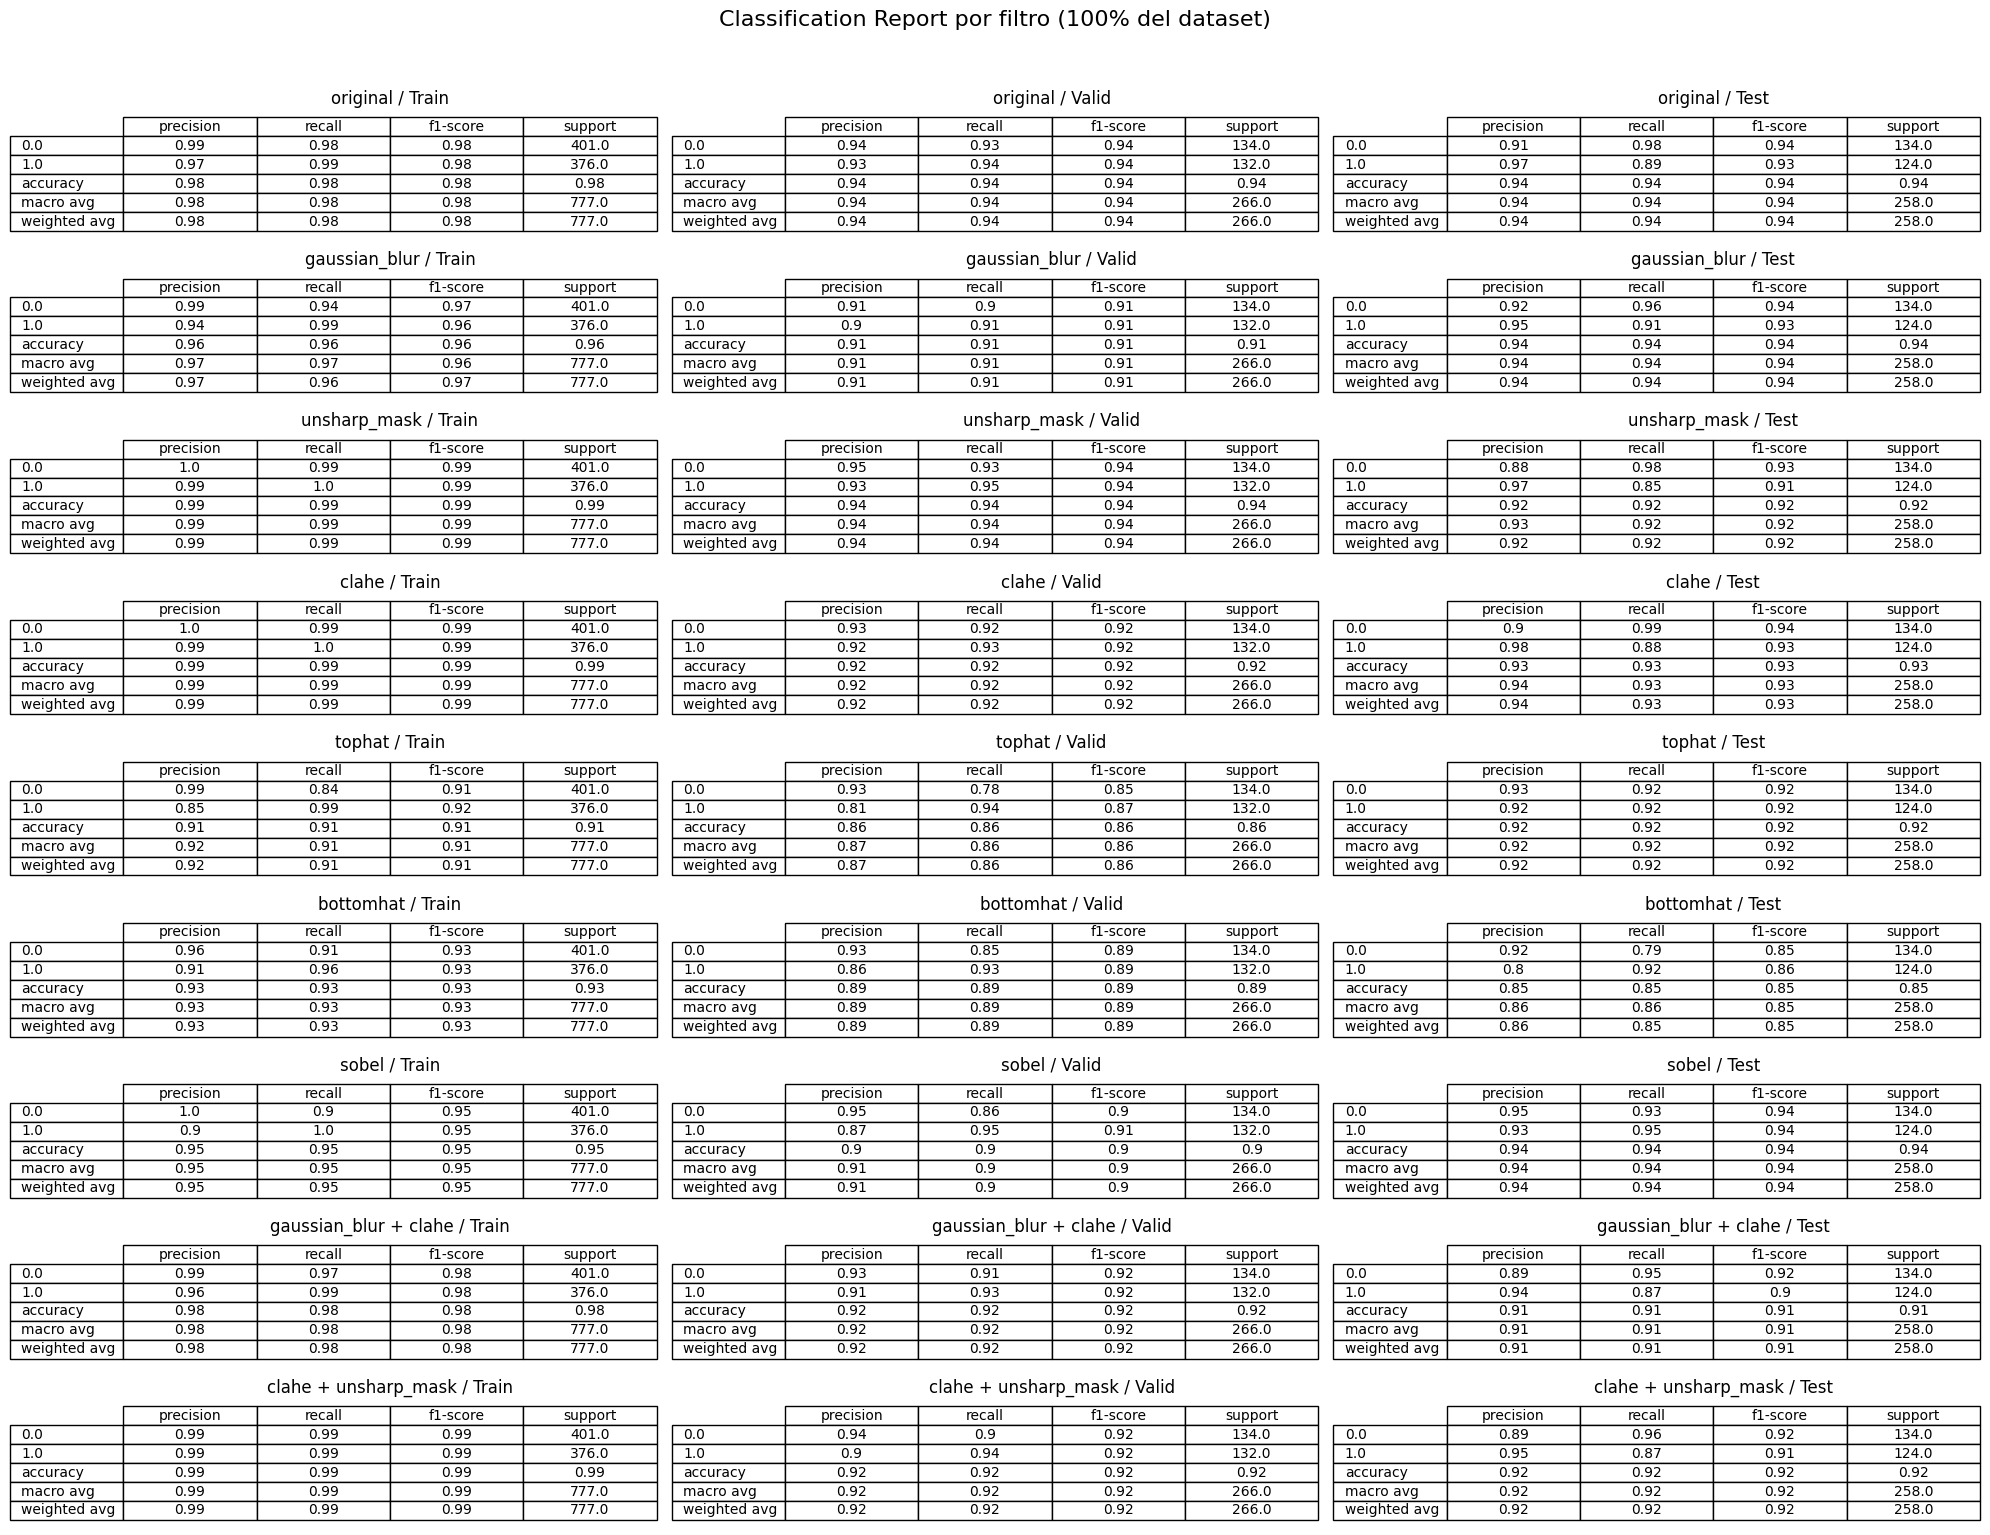 Classification Report por filtro (100% del dataset)
original / Train
precision recall f1-score support
0.0 0.99 0.98 0.98 401.0
1.0 0.97 0.99 0.98 376.0
accuracy 0.98 0.98 0.98 0.98
macro avg 0.98 0.98 0.98 777.0
weighted avg 0.98 0.98 0.98 777.0
original / Valid
precision recall f1-score support
0.0 0.94 0.93 0.94 134.0
1.0 0.93 0.94 0.94 132.0
accuracy 0.94 0.94 0.94 0.94
macro avg 0.94 0.94 0.94 266.0
weighted avg 0.94 0.94 0.94 266.0
original / Test
precision recall f1-score support
0.0 0.91 0.98 0.94 134.0
1.0 0.97 0.89 0.93 124.0
accuracy 0.94 0.94 0.94 0.94
macro avg 0.94 0.94 0.94 258.0
weighted avg 0.94 0.94 0.94 258.0
gaussian_blur / Train
precision recall f1-score support
0.0 0.99 0.94 0.97 401.0
1.0 0.94 0.99 0.96 376.0
accuracy 0.96 0.96 0.96 0.96
macro avg 0.97 0.97 0.96 777.0
weighted avg 0.97 0.96 0.97 777.0
gaussian_blur / Valid
precision recall f1-score support
0.0 0.91 0.9 0.91 134.0
1.0 0.9 0.91 0.91 132.0
accuracy 0.91 0.91 0.91 0.91
macro avg 0.91 0.91 0.91 266.0
weighted avg 0.91 0.91 0.91 266.0
gaussian_blur / Test
precision recall f1-score support
0.0 0.92 0.96 0.94 134.0
1.0 0.95 0.91 0.93 124.0
accuracy 0.94 0.94 0.94 0.94
macro avg 0.94 0.94 0.94 258.0
weighted avg 0.94 0.94 0.94 258.0
unsharp_mask / Train
precision recall f1-score support
0.0 1.0 0.99 0.99 401.0
1.0 0.99 1.0 0.99 376.0
accuracy 0.99 0.99 0.99 0.99
macro avg 0.99 0.99 0.99 777.0
weighted avg 0.99 0.99 0.99 777.0
unsharp_mask / Valid
precision recall f1-score support
0.0 0.95 0.93 0.94 134.0
1.0 0.93 0.95 0.94 132.0
accuracy 0.94 0.94 0.94 0.94
macro avg 0.94 0.94 0.94 266.0
weighted avg 0.94 0.94 0.94 266.0
unsharp_mask / Test
precision recall f1-score support
0.0 0.88 0.98 0.93 134.0
1.0 0.97 0.85 0.91 124.0
accuracy 0.92 0.92 0.92 0.92
macro avg 0.93 0.92 0.92 258.0
weighted avg 0.92 0.92 0.92 258.0
clahe / Train
precision recall f1-score support
0.0 1.0 0.99 0.99 401.0
1.0 0.99 1.0 0.99 376.0
accuracy 0.99 0.99 0.99 0.99
macro avg 0.99 0.99 0.99 777.0
weighted avg 0.99 0.99 0.99 777.0
clahe / Valid
precision recall f1-score support
0.0 0.93 0.92 0.92 134.0
1.0 0.92 0.93 0.92 132.0
accuracy 0.92 0.92 0.92 0.92
macro avg 0.92 0.92 0.92 266.0
weighted avg 0.92 0.92 0.92 266.0
clahe / Test
precision recall f1-score support
0.0 0.9 0.99 0.94 134.0
1.0 0.98 0.88 0.93 124.0
accuracy 0.93 0.93 0.93 0.93
macro avg 0.94 0.93 0.93 258.0
weighted avg 0.94 0.93 0.93 258.0
tophat / Train
precision recall f1-score support
0.0 0.99 0.84 0.91 401.0
1.0 0.85 0.99 0.92 376.0
accuracy 0.91 0.91 0.91 0.91
macro avg 0.92 0.91 0.91 777.0
weighted avg 0.92 0.91 0.91 777.0
tophat / Valid
precision recall f1-score support
0.0 0.93 0.78 0.85 134.0
1.0 0.81 0.94 0.87 132.0
accuracy 0.86 0.86 0.86 0.86
macro avg 0.87 0.86 0.86 266.0
weighted avg 0.87 0.86 0.86 266.0
tophat / Test
precision recall f1-score support
0.0 0.93 0.92 0.92 134.0
1.0 0.92 0.92 0.92 124.0
accuracy 0.92 0.92 0.92 0.92
macro avg 0.92 0.92 0.92 258.0
weighted avg 0.92 0.92 0.92 258.0
bottomhat / Train
precision recall f1-score support
0.0 0.96 0.91 0.93 401.0
1.0 0.91 0.96 0.93 376.0
accuracy 0.93 0.93 0.93 0.93
macro avg 0.93 0.93 0.93 777.0
weighted avg 0.93 0.93 0.93 777.0
bottomhat / Valid
precision recall f1-score support
0.0 0.93 0.85 0.89 134.0
1.0 0.86 0.93 0.89 132.0
accuracy 0.89 0.89 0.89 0.89
macro avg 0.89 0.89 0.89 266.0
weighted avg 0.89 0.89 0.89 266.0
bottomhat / Test
precision recall f1-score support
0.0 0.92 0.79 0.85 134.0
1.0 0.8 0.92 0.86 124.0
accuracy 0.85 0.85 0.85 0.85
macro avg 0.86 0.86 0.85 258.0
weighted avg 0.86 0.85 0.85 258.0
sobel / Train
precision recall f1-score support
0.0 1.0 0.9 0.95 401.0
1.0 0.9 1.0 0.95 376.0
accuracy 0.95 0.95 0.95 0.95
macro avg 0.95 0.95 0.95 777.0
weighted avg 0.95 0.95 0.95 777.0
sobel / Valid
precision recall f1-score support
0.0 0.95 0.86 0.9 134.0
1.0 0.87 0.95 0.91 132.0
accuracy 0.9 0.9 0.9 0.9
macro avg 0.91 0.9 0.9 266.0
weighted avg 0.91 0.9 0.9 266.0
sobel / Test
precision recall f1-score support
0.0 0.95 0.93 0.94 134.0
1.0 0.93 0.95 0.94 124.0
accuracy 0.94 0.94 0.94 0.94
macro avg 0.94 0.94 0.94 258.0
weighted avg 0.94 0.94 0.94 258.0
gaussian_blur + clahe / Train
precision recall f1-score support
0.0 0.99 0.97 0.98 401.0
1.0 0.96 0.99 0.98 376.0
accuracy 0.98 0.98 0.98 0.98
macro avg 0.98 0.98 0.98 777.0
weighted avg 0.98 0.98 0.98 777.0
gaussian_blur + clahe / Valid
precision recall f1-score support
0.0 0.93 0.91 0.92 134.0
1.0 0.91 0.93 0.92 132.0
accuracy 0.92 0.92 0.92 0.92
macro avg 0.92 0.92 0.92 266.0
weighted avg 0.92 0.92 0.92 266.0
gaussian_blur + clahe / Test
precision recall f1-score support
0.0 0.89 0.95 0.92 134.0
1.0 0.94 0.87 0.9 124.0
accuracy 0.91 0.91 0.91 0.91
macro avg 0.91 0.91 0.91 258.0
weighted avg 0.91 0.91 0.91 258.0
clahe + unsharp_mask / Train
precision recall f1-score support
0.0 0.99 0.99 0.99 401.0
1.0 0.99 0.99 0.99 376.0
accuracy 0.99 0.99 0.99 0.99
macro avg 0.99 0.99 0.99 777.0
weighted avg 0.99 0.99 0.99 777.0
clahe + unsharp_mask / Valid
precision recall f1-score support
0.0 0.94 0.9 0.92 134.0
1.0 0.9 0.94 0.92 132.0
accuracy 0.92 0.92 0.92 0.92
macro avg 0.92 0.92 0.92 266.0
weighted avg 0.92 0.92 0.92 266.0
clahe + unsharp_mask / Test
precision recall f1-score support
0.0 0.89 0.96 0.92 134.0
1.0 0.95 0.87 0.91 124.0
accuracy 0.92 0.92 0.92 0.92
macro avg 0.92 0.92 0.92 258.0
weighted avg 0.92 0.92 0.92 258.0